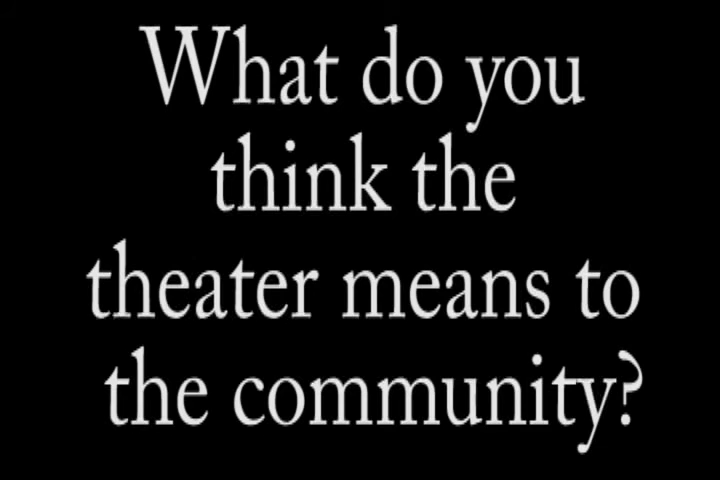 What do you
think the
theater means to
the community?